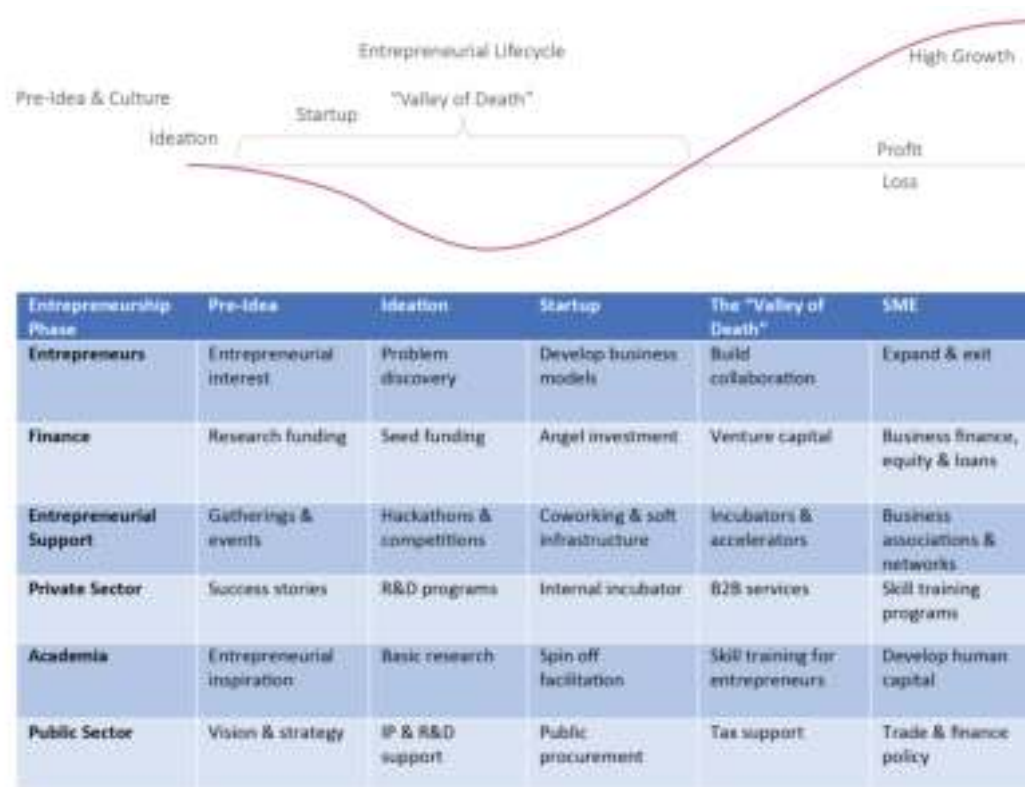 Entrepreneurial Lifecycle
High Growth
Pre-Idea & Culture
"Valley of Death"
Startup
Ideation
Profit
Loss
Entrepreneurship Phase
Pre-Idea
Ideation
Startup
The "Valley of Death"
SME
Entrepreneurs
Entrepreneurial interest
Problem discovery
Develop business models
Build collaboration
Expand & exit
Finance
Research funding
Seed funding
Angel investment
Venture capital
Business finance, equity & loans
Entrepreneurial Support
Gatherings & events
Hackathons & competitions
Coworking & soft infrastructure
Incubators & accelerators
Business associations & networks
Private Sector
Success stories
R&D programs
Internal incubator
B2B services
Skill training programs
Academia
Entrepreneurial inspiration
Basic research
Spin off facilitation
Skill training for entrepreneurs
Develop human capital
Public Sector
Vision & strategy
IP & R&D support
Public procurement
Tax support
Trade & finance policy